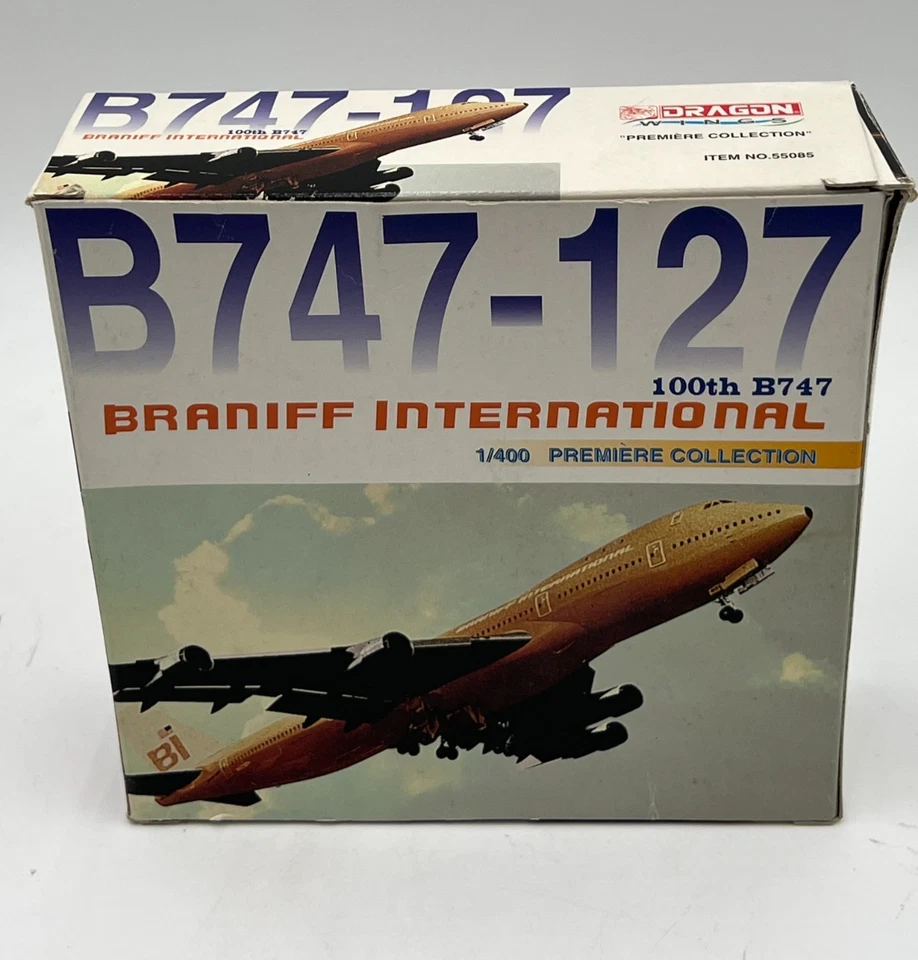 B747-127
100th B747
BRANIFF INTERNATIONAL
DRAGON
WINGS
"PREMIÈRE COLLECTION"
ITEM NO.55085
B747-127
100th B747
BRANIFF INTERNATIONAL
1/400 PREMIÈRE COLLECTION
BRANIFF INTERNATIONAL
BI